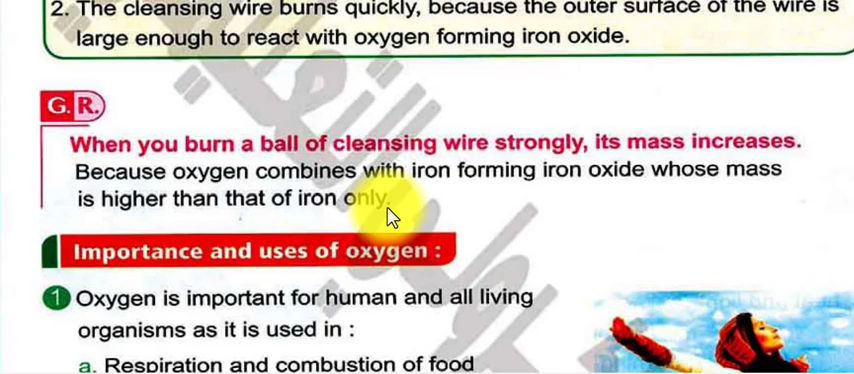 2. The cleansing wire burns quickly, because the outer surface of the wire is
large enough to react with oxygen forming iron oxide.
G. R.
When you burn a ball of cleansing wire strongly, its mass increases.
Because oxygen combines with iron forming iron oxide whose mass
is higher than that of iron only.
Importance and uses of oxygen :
1 Oxygen is important for human and all living
organisms as it is used in :
a. Respiration and combustion of food